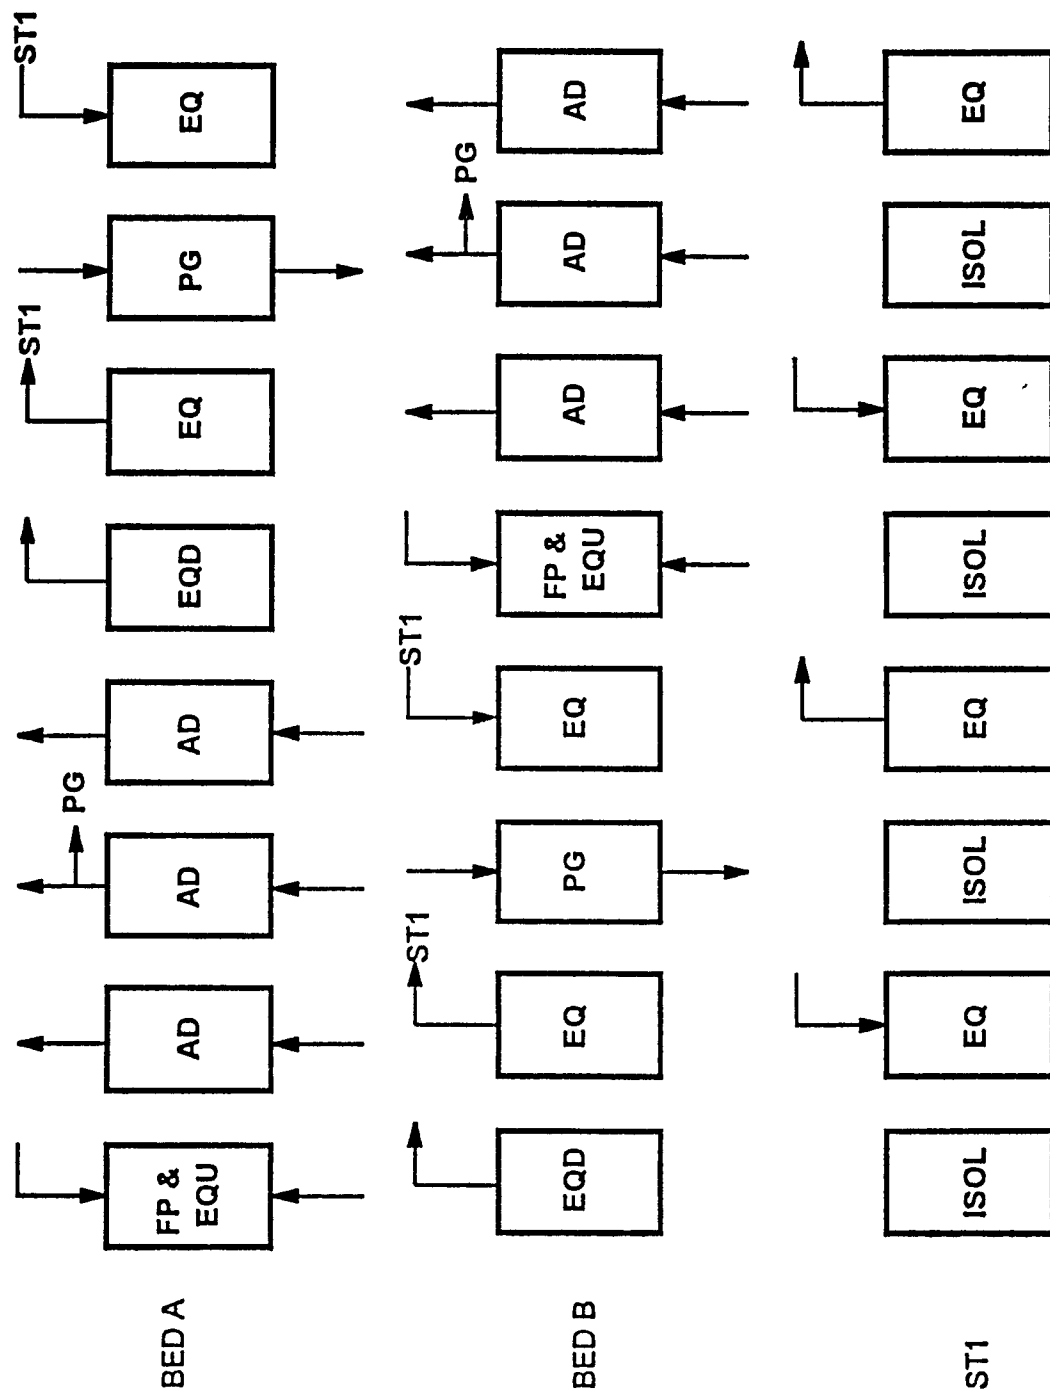 BED A
FP &
EQU
AD
PG
AD
AD
EQD
ST1
EQ
PG
ST1
EQ
BED B
EQD
ST1
EQ
PG
ST1
EQ
FP &
EQU
AD
PG
AD
AD
ST1
ISOL
EQ
ISOL
EQ
ISOL
EQ
ISOL
EQ